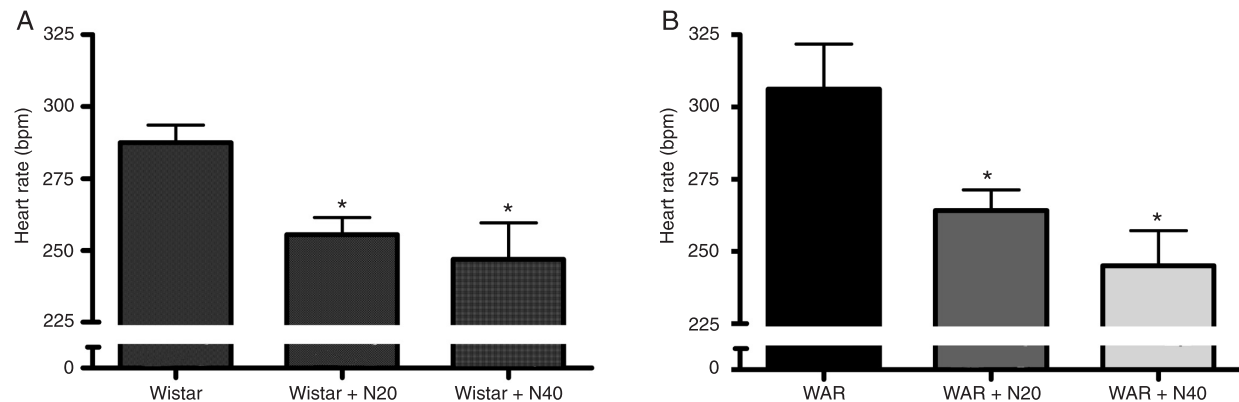 A
Heart rate (bpm)
325
300
275
250
225
0
*
*
Wistar
Wistar + N20
Wistar + N40
B
Heart rate (bpm)
325
300
275
250
225
0
*
*
WAR
WAR + N20
WAR + N40